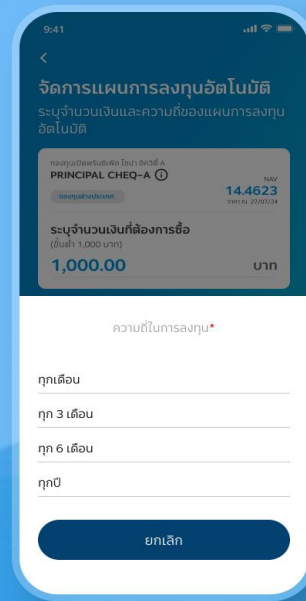 9:41
จัดการแผนการลงทุนอัตโนมัติ
ระบุจำนวนเงินและความถี่ของแผนการลงทุน
อัตโนมัติ
กองทุนเปิดพรินซิเพิล ไชน่า อิควิตี้ A
PRINCIPAL CHEQ-A
NAV
กองทุนต่างประเทศ
14.4623
ราคา ณ 27/07/24
ระบุจำนวนเงินที่ต้องการซื้อ
(ขั้นต่ำ 1,000 บาท)
1,000.00 บาท
ความถี่ในการลงทุน*
ทุกเดือน
ทุก 3 เดือน
ทุก 6 เดือน
ทุกปี
ยกเลิก